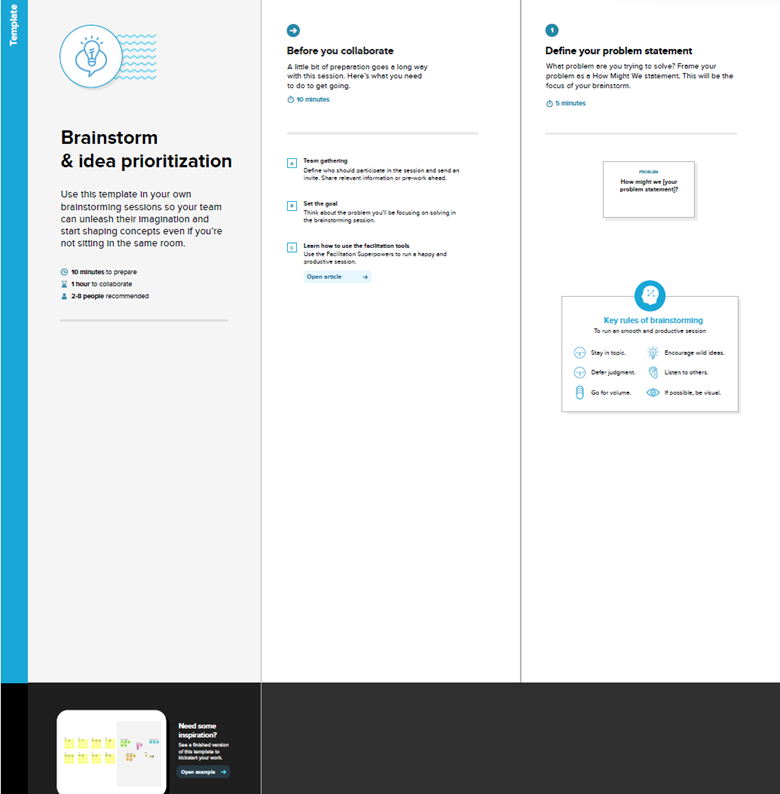 Template
Brainstorm
& idea prioritization
Use this template in your own
brainstorming sessions so your team
can unleash their imagination and
start shaping concepts even if you're
not sitting in the same room.
10 minutes to prepare
1 hour to collaborate
2-8 people recommended
Before you collaborate
A little bit of preparation goes a long way
with this session. Here's what you need
to do to get going.
10 minutes
A
Team gathering
Define who should participate in the session and send an
invite. Share relevant information or pre-work ahead.
B
Set the goal
Think about the problem you'll be focusing on solving in
the brainstorming session.
C
Learn how to use the facilitation tools
Use the Facilitation Superpowers to run a happy and
productive session.
Open article
1
Define your problem statement
What problem are you trying to solve? Frame your
problem as a How Might We statement. This will be the
focus of your brainstorm.
5 minutes
PROBLEM
How might we [your
problem statement]?
Key rules of brainstorming
To run an smooth and productive session
Stay in topic.
Encourage wild ideas.
Defer judgment.
Listen to others.
Go for volume.
If possible, be visual.
Need some
inspiration?
See a finished version
of this template to
kickstart your work.
Open example